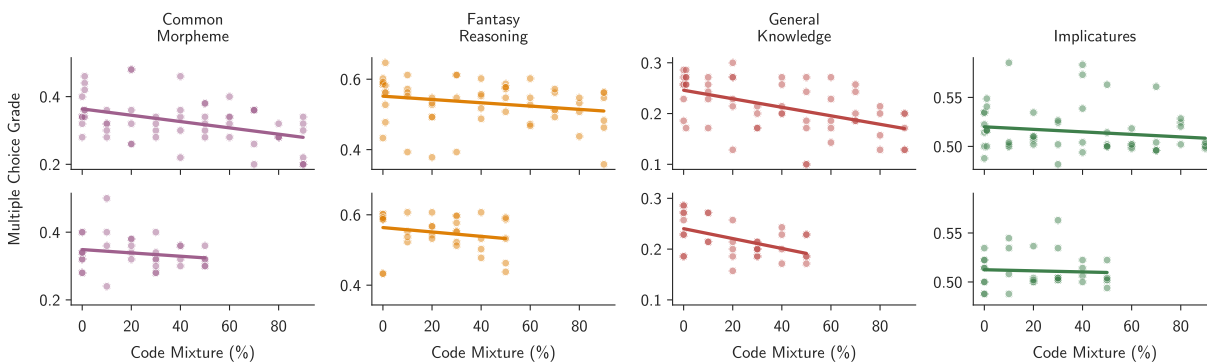 Common
Morpheme
Fantasy
Reasoning
General
Knowledge
Implicatures
Multiple Choice Grade
0.4
0.2
0.6
0.4
0.3
0.2
0.1
0.55
0.50
0.4
0.2
0.6
0.4
0.3
0.2
0.1
0.55
0.50
0 20 40 60 80
0 20 40 60 80
0 20 40 60 80
0 20 40 60 80
Code Mixture (%)
Code Mixture (%)
Code Mixture (%)
Code Mixture (%)